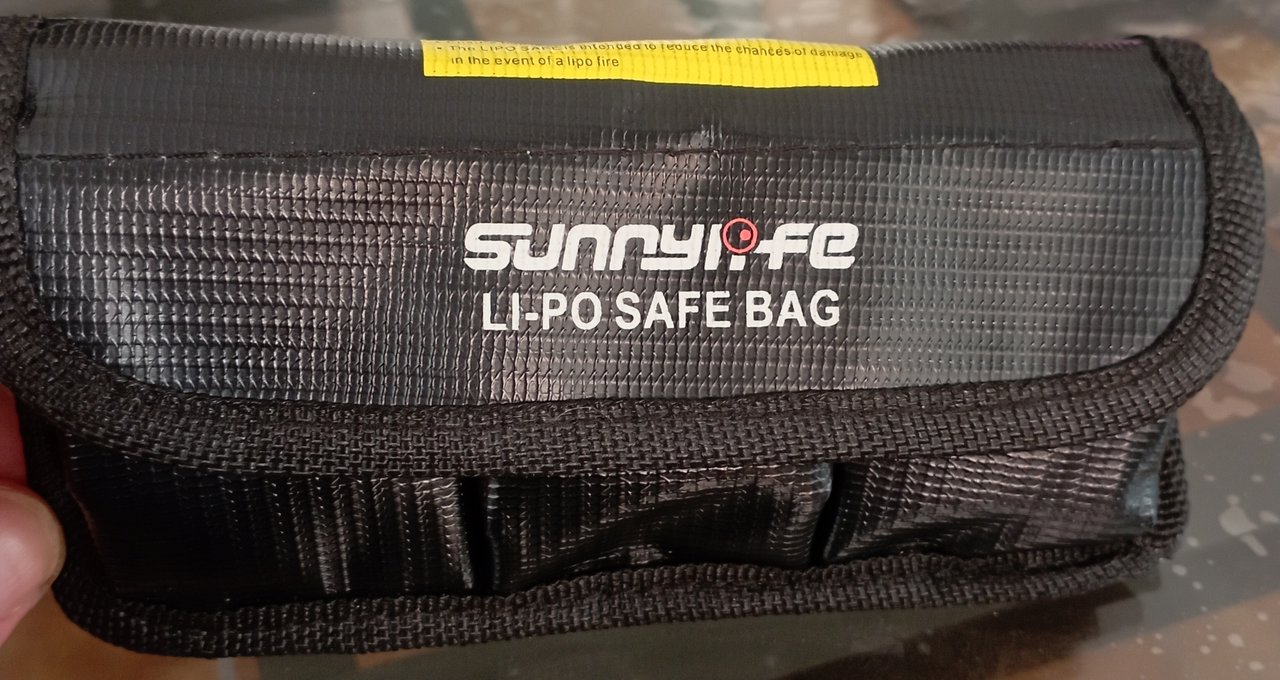 • The LIPO SAFE is intended to reduce the chances of damage
in the event of a lipo fire
sunnylife
LI-PO SAFE BAG